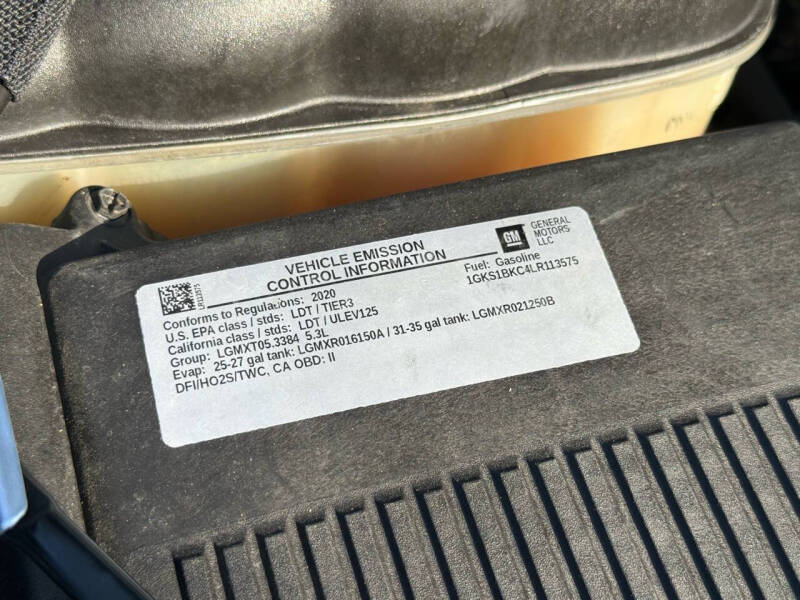 VEHICLE EMISSION
CONTROL INFORMATION
GM
GENERAL
MOTORS
LLC
LR113575
Fuel: Gasoline
1GKS1BKC4LR113575
Conforms to Regulations: 2020
U.S. EPA class / stds: LDT / TIER3
California class / stds: LDT / ULEV125
Group: LGMXT05.3384 5.3L
Evap: 25-27 gal tank: LGMXR016150A / 31-35 gal tank: LGMXR021250B
DFI/HO2S/TWC, CA OBD: II